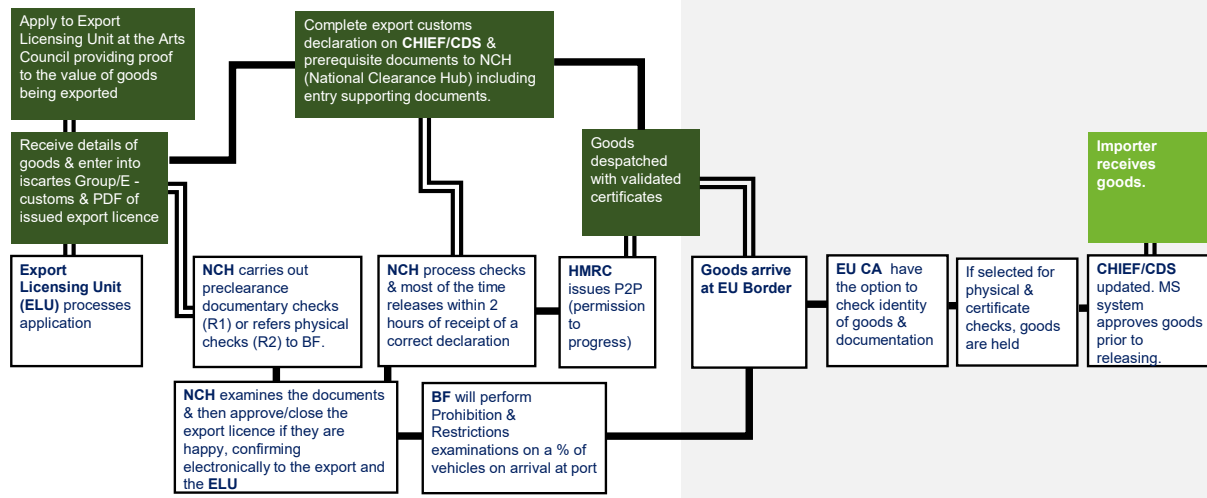 Apply to Export
Licensing Unit at the Arts
Council providing proof
to the value of goods
being exported
Complete export customs
declaration on CHIEF/CDS &
prerequisite documents to NCH
(National Clearance Hub) including
entry supporting documents.
Receive details of
goods & enter into
iscartes Group/E -
customs & PDF of
issued export licence
Goods
despatched
with validated
certificates
Importer
receives
goods.
Export
Licensing Unit
(ELU) processes
application
NCH carries out
preclearance
documentary checks
(R1) or refers physical
checks (R2) to BF.
NCH process checks
& most of the time
releases within 2
hours of receipt of a
correct declaration
HMRC
issues P2P
(permission to
progress)
Goods arrive
at EU Border
EU CA have
the option to
check identity
of goods &
documentation
If selected for
physical &
certificate
checks, goods
are held
CHIEF/CDS
updated. MS
system
approves goods
prior to
releasing.
NCH examines the documents
& then approve/close the
export licence if they are
happy, confirming
electronically to the export and
the ELU
BF will perform
Prohibition &
Restrictions
examinations on a % of
vehicles on arrival at port